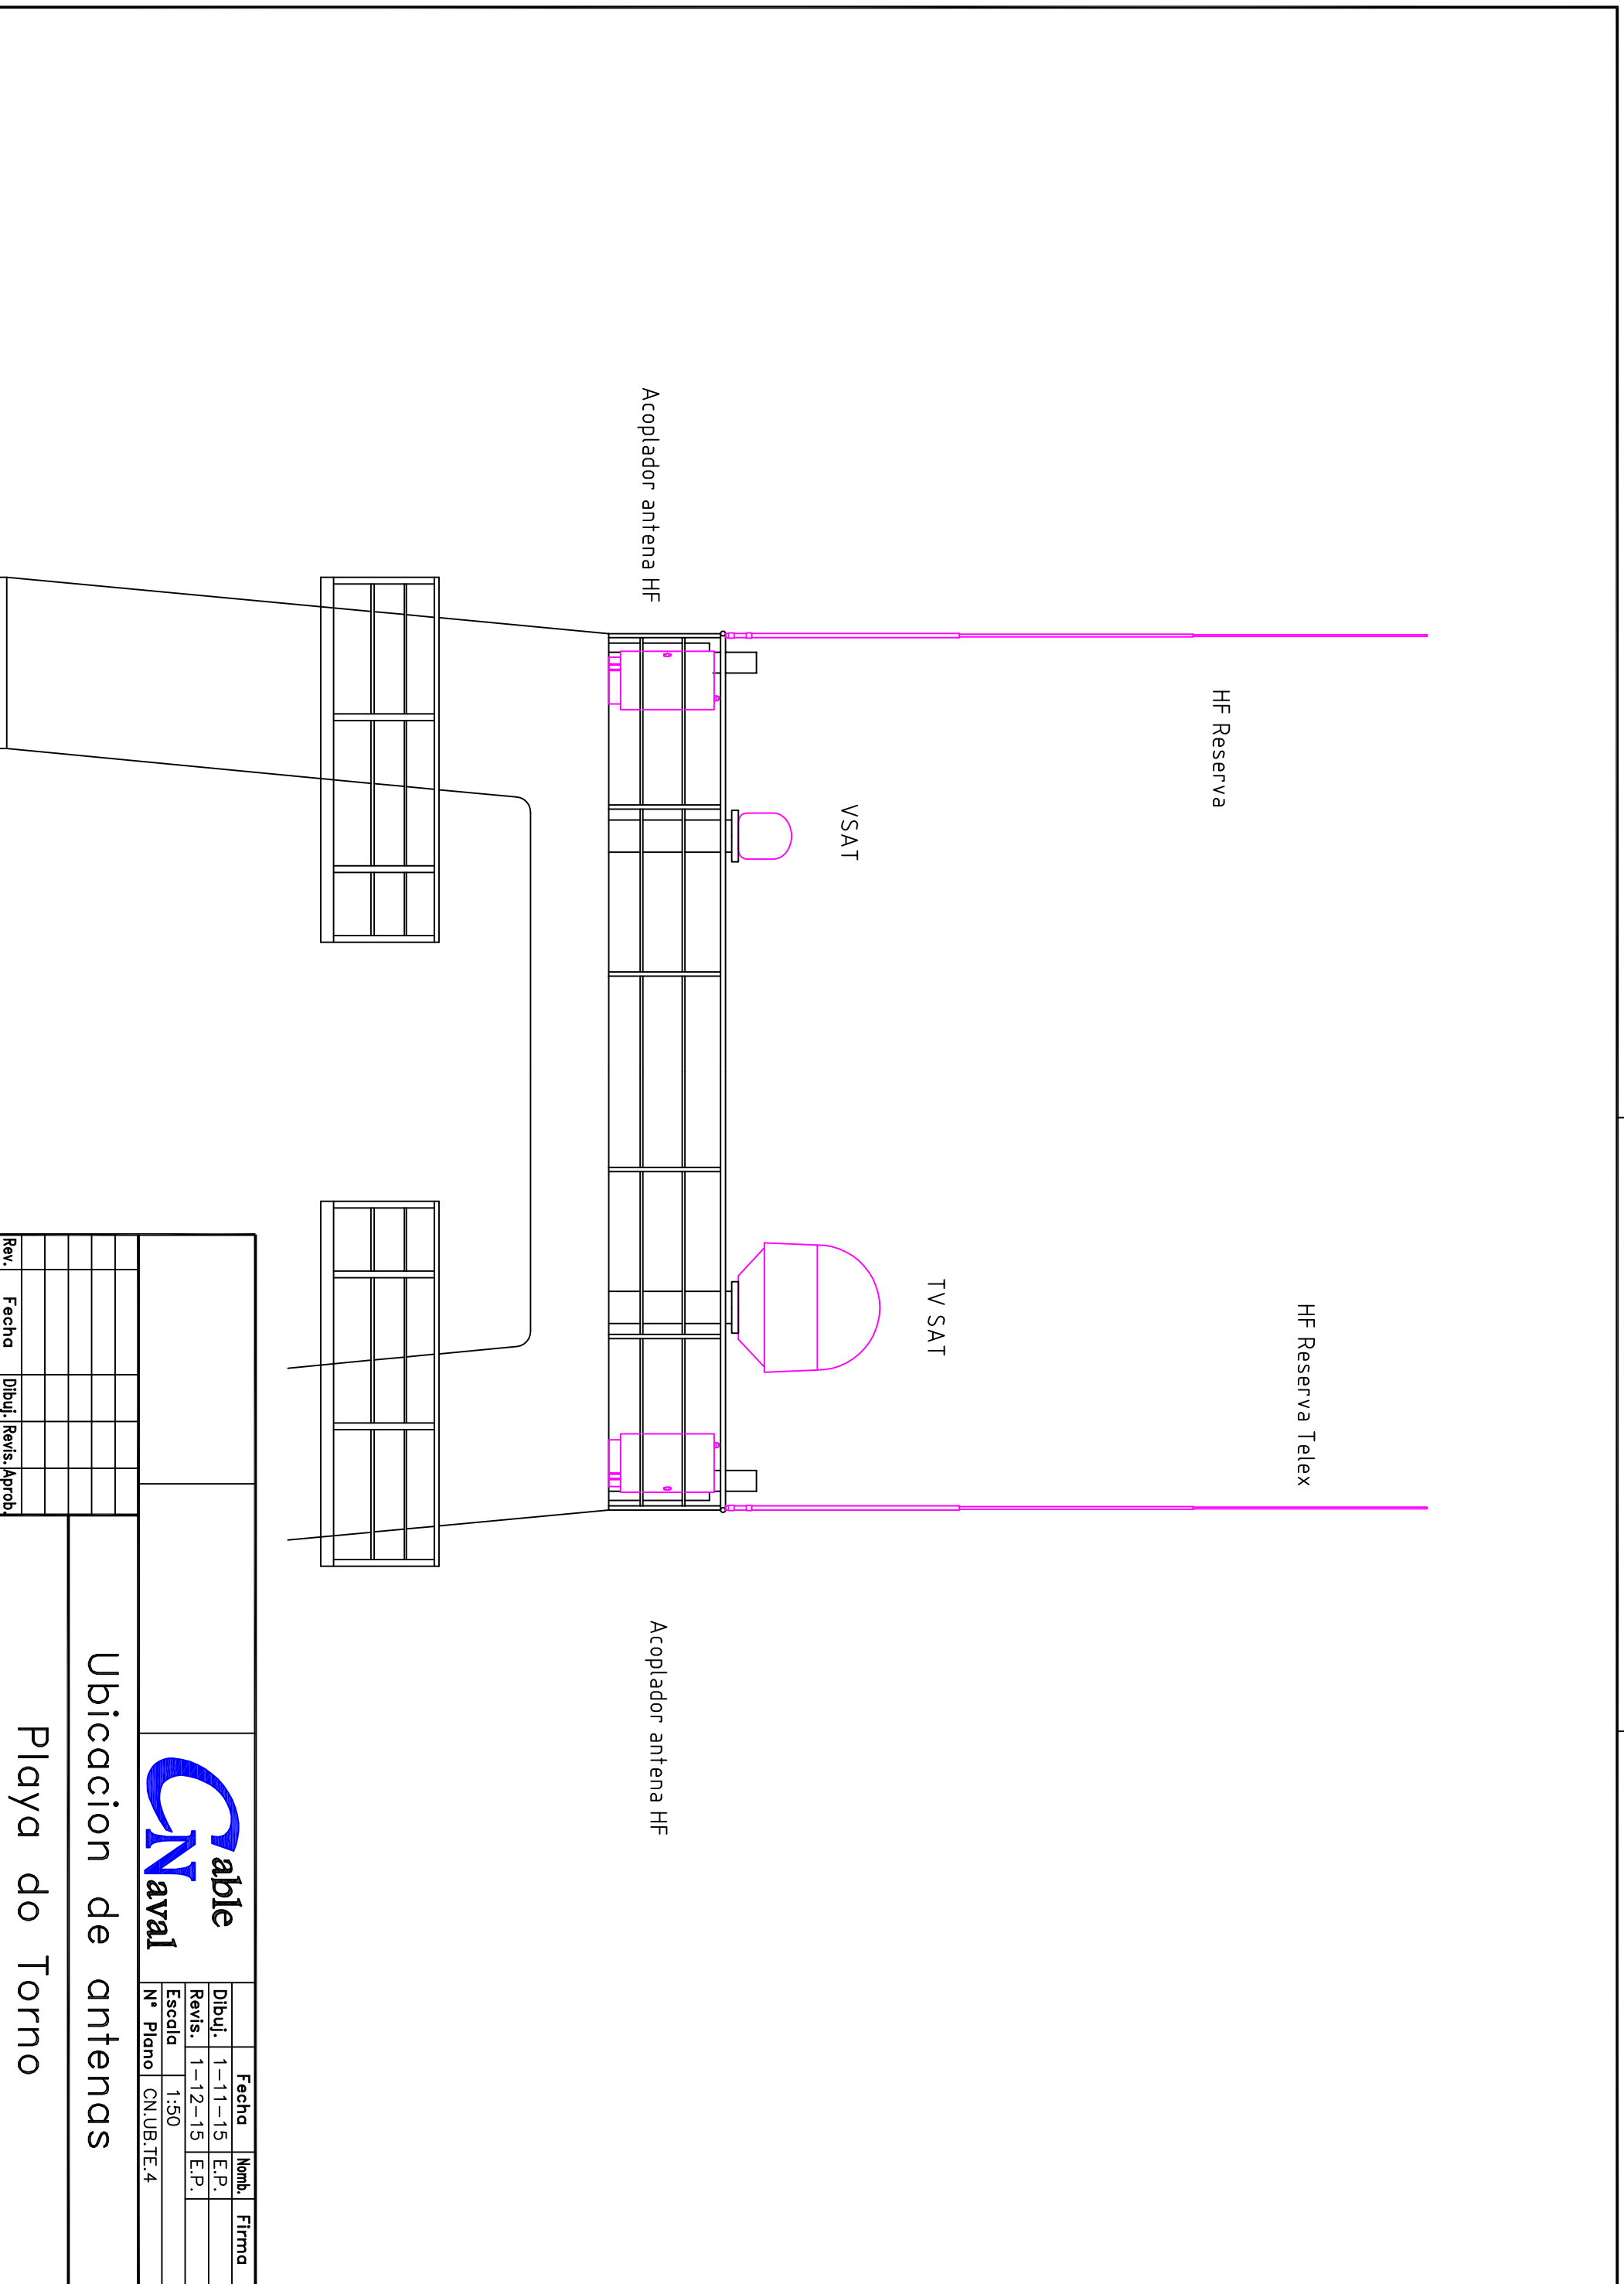 HF Reserva Telex
HF Reserva
TV SAT
VSAT
Acoplador antena HF
Acoplador antena HF
Cable
Naval
Fecha Nomb. Firma
Dibuj. 1-11-15 E.P.
Revis. 1-12-15 E.P.
Escala 1:50
Nº Plano CN.UB.TE.4
Ubicacion de antenas
Playa do Torno
Rev. Fecha Dibuj. Revis. Aprob.